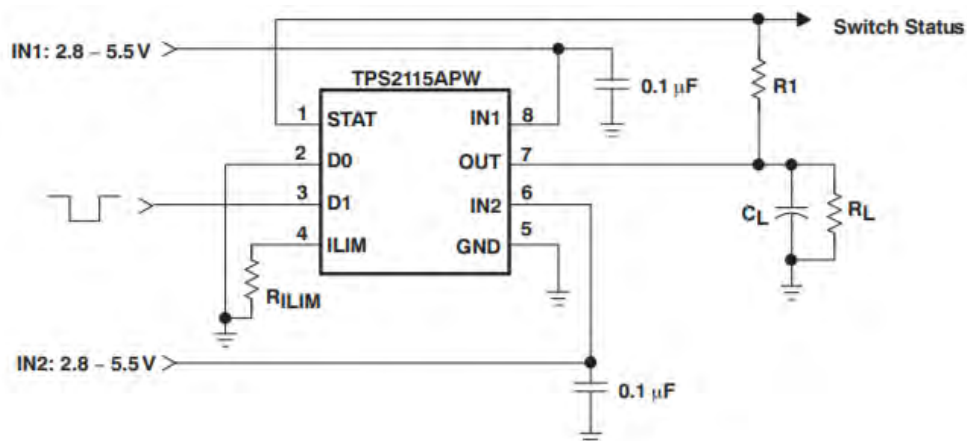 Switch Status
IN1: 2.8 – 5.5 V
TPS2115APW
0.1 µF
R1
1 STAT IN1 8
2 D0 OUT 7
3 D1 IN2 6
4 ILIM GND 5
CL RL
RILIM
IN2: 2.8 – 5.5 V
0.1 µF